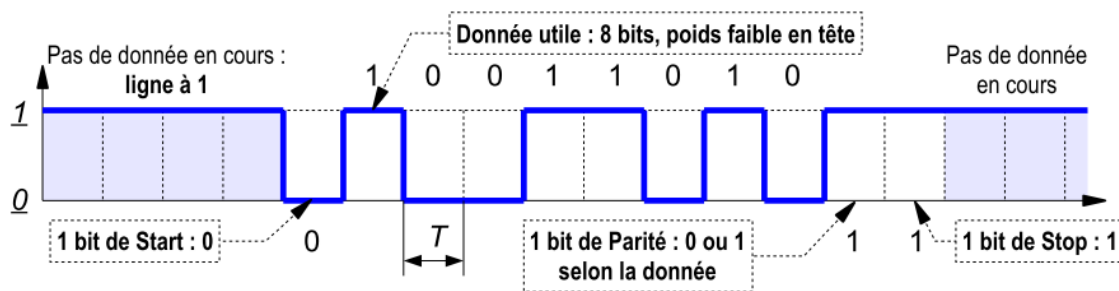 Donnée utile : 8 bits, poids faible en tête
Pas de donnée en cours :
ligne à 1
Pas de donnée
en cours
1 0 0 1 1 0 1 0
1
0
1 bit de Start : 0
0
T
1 bit de Parité : 0 ou 1
selon la donnée
1 1
1 bit de Stop : 1